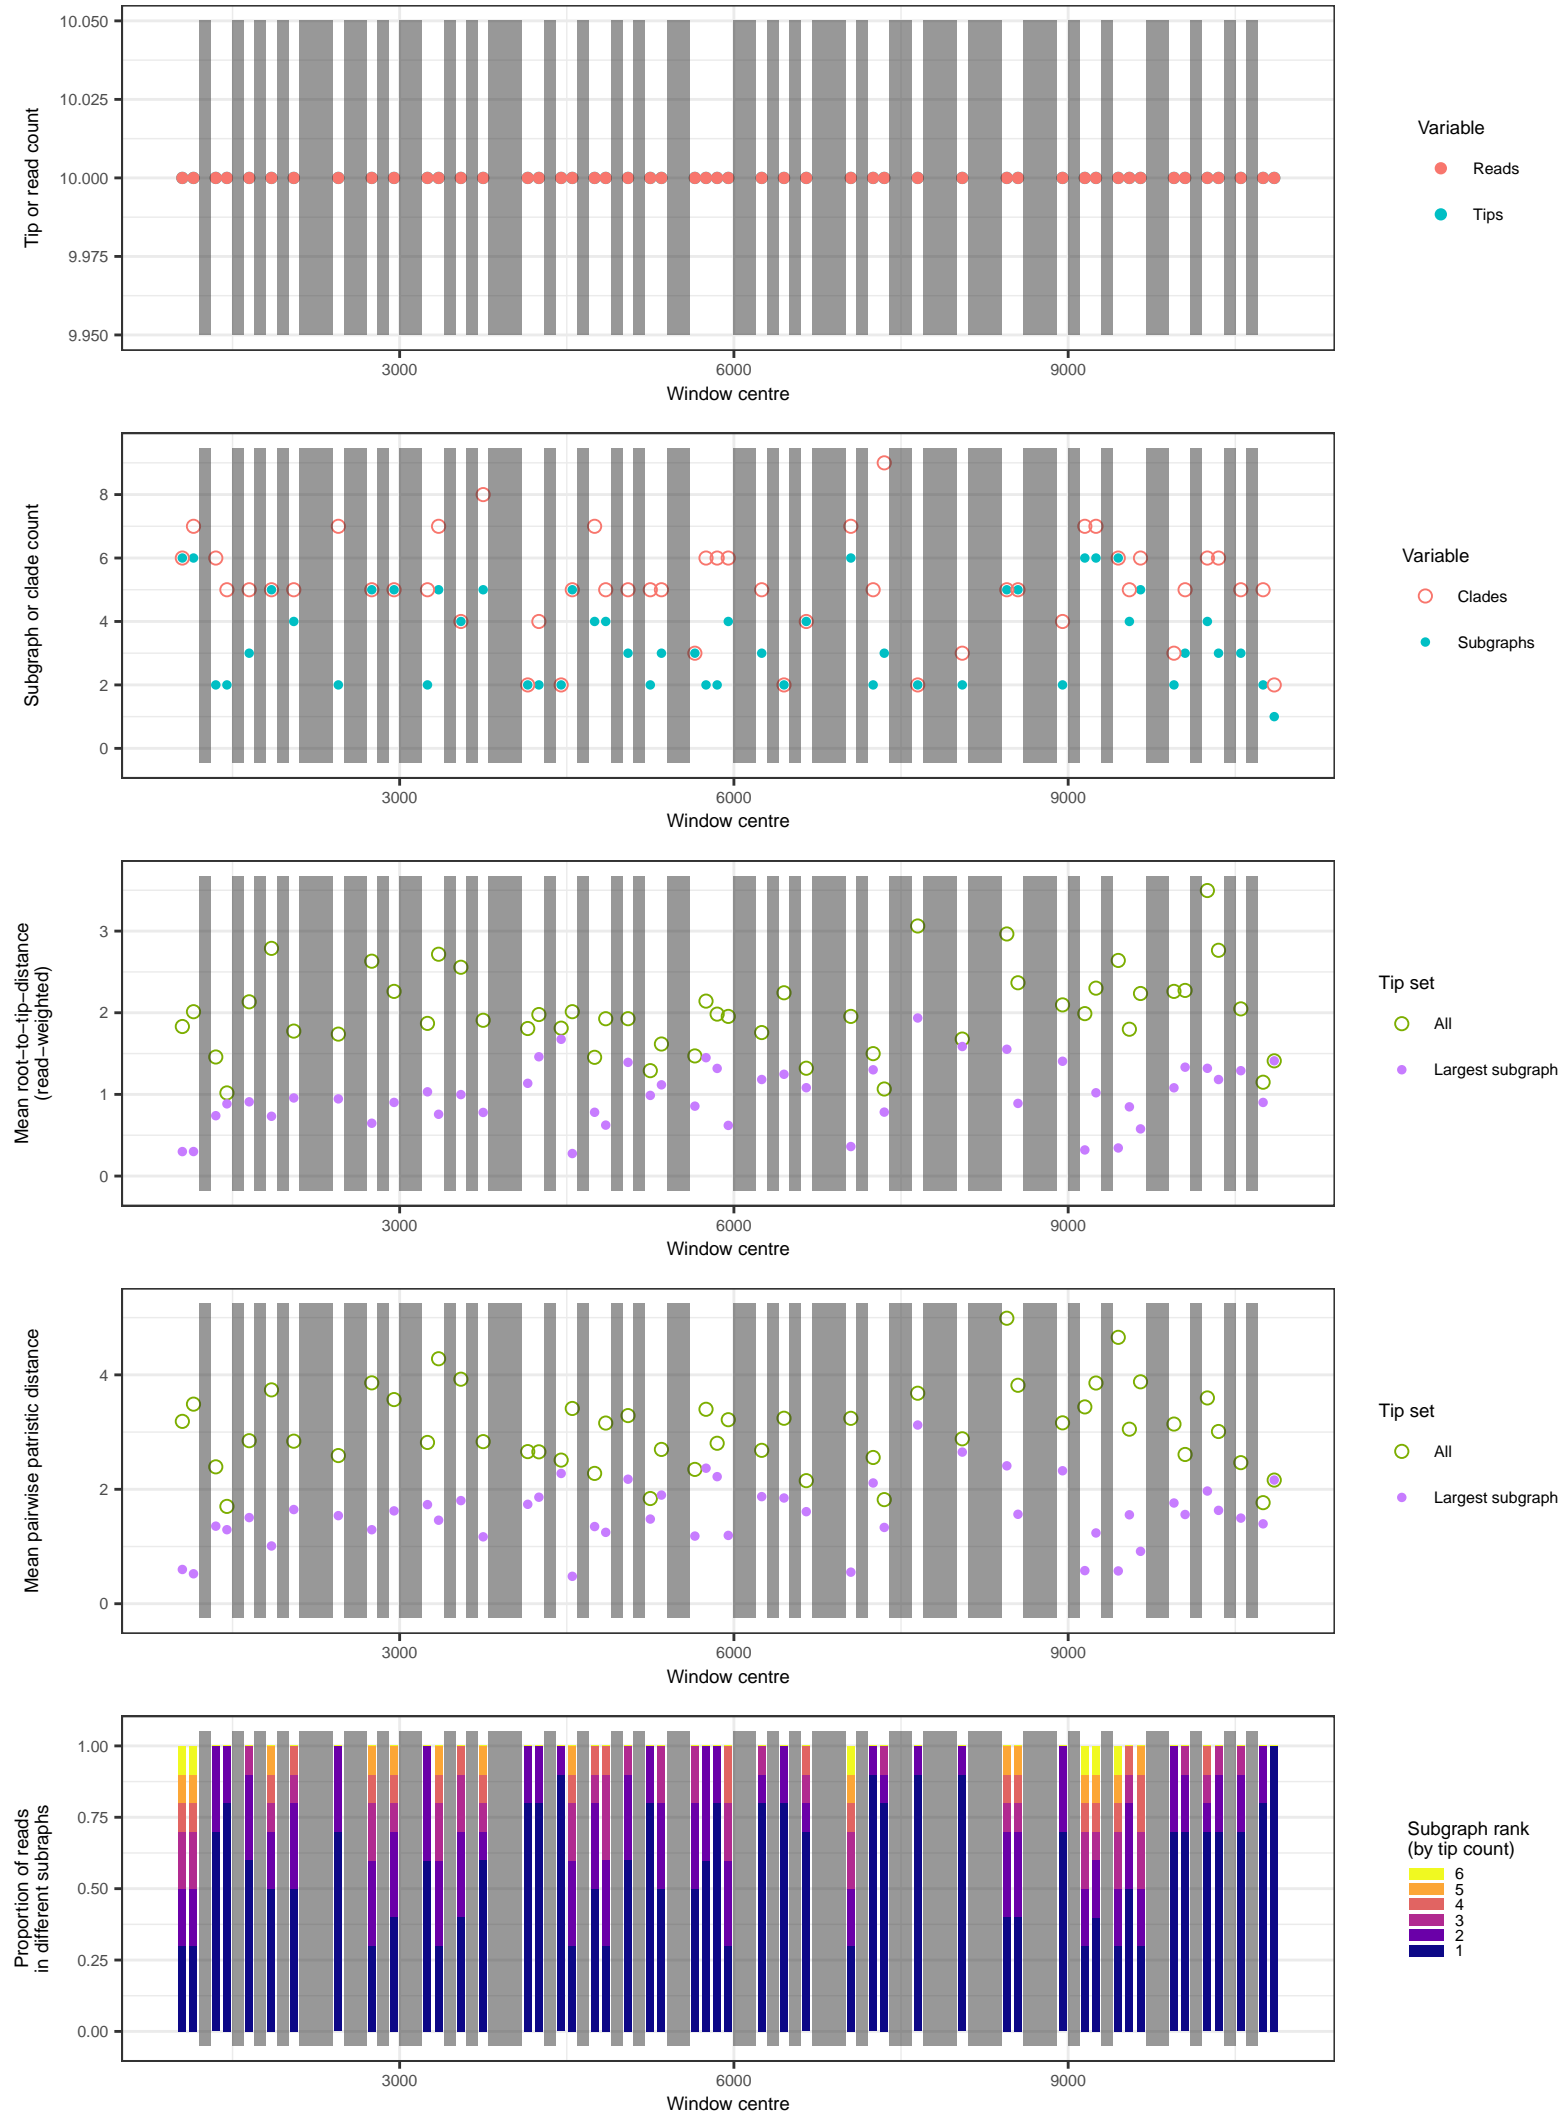 10.050
10.025
10.000
9.975
9.950
Tip or read count
3000 6000 9000
Window centre
Variable
Reads
Tips
8
6
4
2
0
Subgraph or clade count
3000 6000 9000
Window centre
Variable
Clades
Subgraphs
3
2
1
0
Mean root−to−tip−distance
(read−weighted)
3000 6000 9000
Window centre
Tip set
All
Largest subgraph
4
2
0
Mean pairwise patristic distance
3000 6000 9000
Window centre
Tip set
All
Largest subgraph
1.00
0.75
0.50
0.25
0.00
Proportion of reads
in different subraphs
3000 6000 9000
Window centre
Subgraph rank
(by tip count)
6
5
4
3
2
1